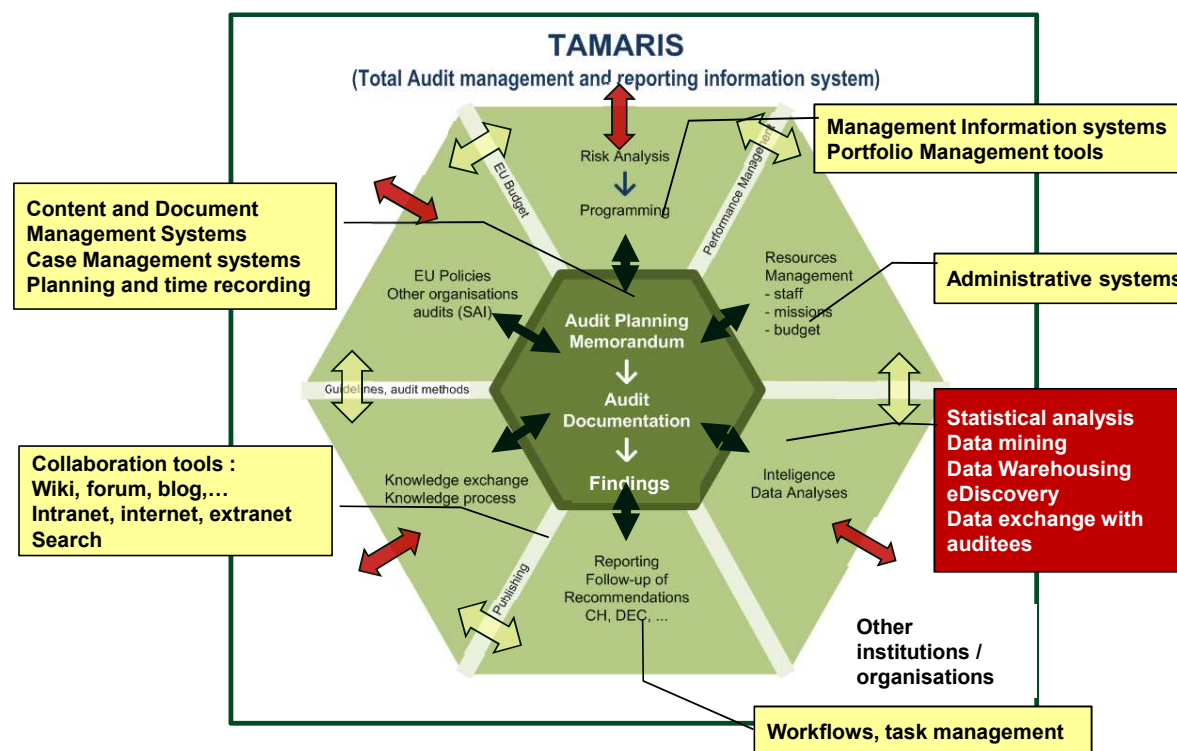 TAMARIS
(Total Audit management and reporting information system)
Risk Analysis
Programming
EU Budget
Performance Management
Management Information systems
Portfolio Management tools
Content and Document
Management Systems
Case Management systems
Planning and time recording
EU Policies
Other organisations
audits (SAI)
Resources
Management
- staff
- missions
- budget
Administrative systems
Audit Planning
Memorandum
Audit
Documentation
Findings
Guidelines, audit methods
Statistical analysis
Data mining
Data Warehousing
eDiscovery
Data exchange with
auditees
Collaboration tools :
Wiki, forum, blog,…
Intranet, internet, extranet
Search
Knowledge exchange
Knowledge process
Inteligence
Data Analyses
Publishing
Reporting
Follow-up of
Recommendations
CH, DEC, ...
Other
institutions /
organisations
Workflows, task management